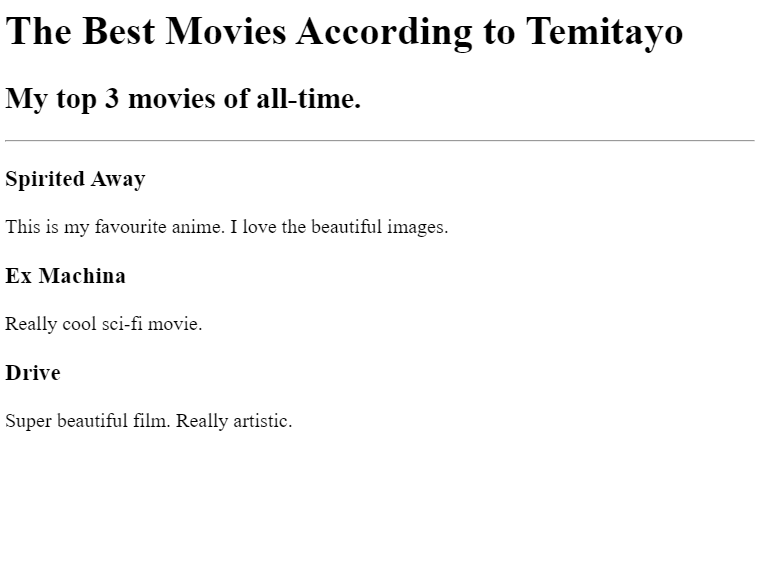 The Best Movies According to Temitayo
My top 3 movies of all-time.
Spirited Away
This is my favourite anime. I love the beautiful images.
Ex Machina
Really cool sci-fi movie.
Drive
Super beautiful film. Really artistic.